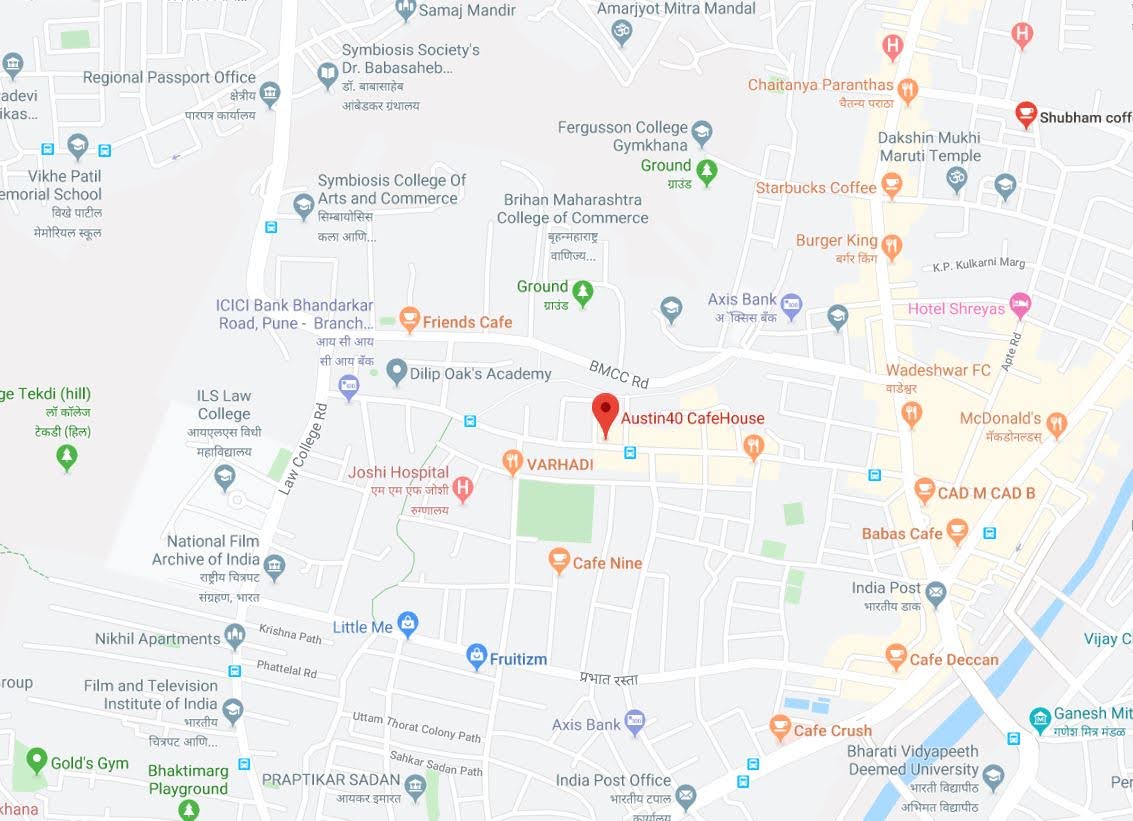 Samaj Mandir
Amarjyot Mitra Mandal
Symbiosis Society's
Dr. Babasaheb...
डॉ. बाबासाहेब
आंबेडकर ग्रंथालय
Regional Passport Office
क्षेत्रीय
पारपत्र कार्यालय
Chaitanya Paranthas
चैतन्य पराठा
H
H
Shubham coff
Fergusson College
Gymkhana
Ground
ग्राउंड
Dakshin Mukhi
Maruti Temple
Vikhe Patil
emorial School
विखे पाटील
मेमोरियल स्कूल
Symbiosis College Of
Arts and Commerce
सिम्बायोसिस
कला आणि...
Brihan Maharashtra
College of Commerce
बृहन्महाराष्ट्र
वाणिज्य...
Starbucks Coffee
Burger King
बर्गर किंग
K.P. Kulkarni Marg
Ground
ग्राउंड
Axis Bank
ॲक्सिस बँक
Hotel Shreyas
ICICI Bank Bhandarkar
Road, Pune - Branch...
आय सी आय
सी आय बँक
Friends Cafe
BMCC Rd
Apte Rd
Dilip Oak's Academy
Wadeshwar FC
वाडेश्वर
ge Tekdi (hill)
लॉ कॉलेज
टेकडी (हिल)
ILS Law
College
आयएलएस विधी
महाविद्यालय
Austin40 CafeHouse
McDonald's
मॅकडोनल्डस्
Law College Rd
VARHADI
Joshi Hospital
एम एम एफ जोशी
रुग्णालय
H
CAD M CAD B
Babas Cafe
National Film
Archive of India
राष्ट्रीय चित्रपट
संग्रहण, भारत
Cafe Nine
India Post
भारतीय डाक
Nikhil Apartments
Krishna Path
Little Me
Vijay C
Phattelal Rd
Fruitizm
Cafe Deccan
प्रभात रस्ता
Group
Film and Television
Institute of India
भारतीय
चित्रपट आणि...
Uttam Thorat Colony Path
Axis Bank
Cafe Crush
Ganesh Mit
गणेश मित्र मंडळ
Gold's Gym
Bhaktimarg
Playground
Sahkar Sadan Path
PRAPTIKAR SADAN
आयकर इमारत
India Post Office
भारतीय टपाल
कार्यालय
Bharati Vidyapeeth
Deemed University
भारती विद्यापीठ
अभिमत विद्यापीठ
khana